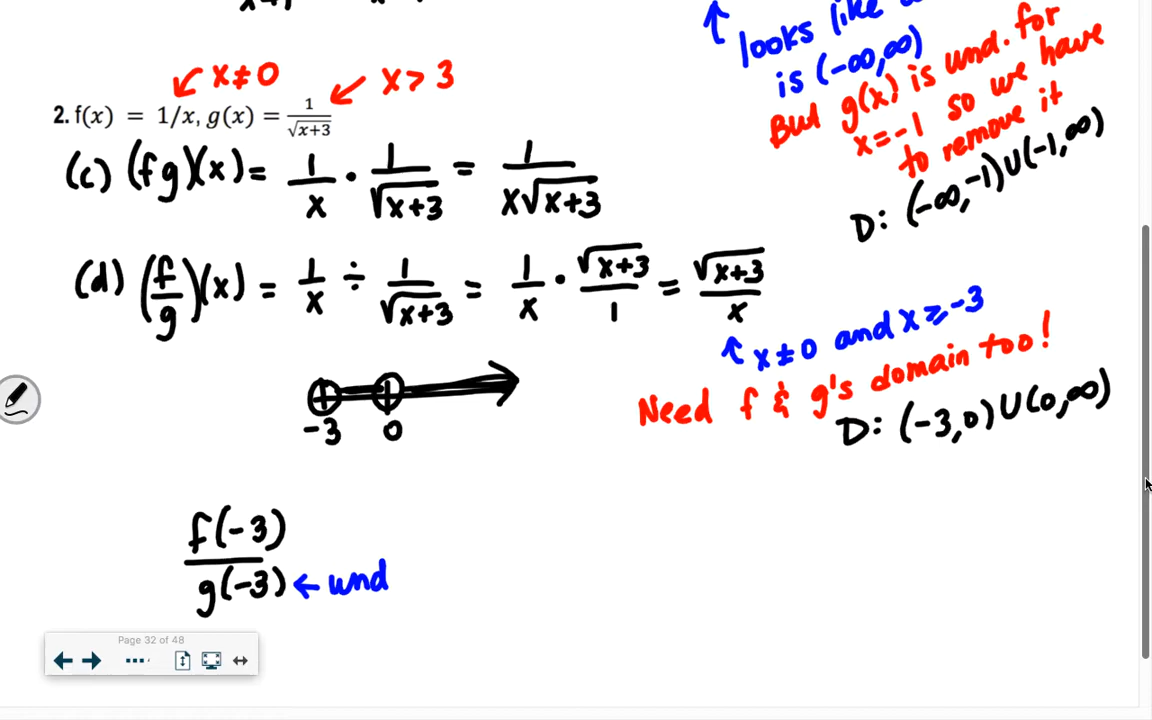 looks like
is (-∞,∞)
But g(x) is und. for
x=-1 so we have
to remove it
D: (-∞,-1)U(-1,∞)
x≠0
x > 3
2. f(x) = 1/x, g(x) = 1/√x+3
(c) (fg)(x) = 1/x • 1/√x+3 = 1/x√x+3
(d) (f/g)(x) = 1/x ÷ 1/√x+3 = 1/x • √x+3/1 = √x+3/x
x≠0 and x≥-3
Need f & g's domain too!
D: (-3,0)U(0,∞)
-3 0
f(-3)
g(-3) ← und
Page 32 of 48